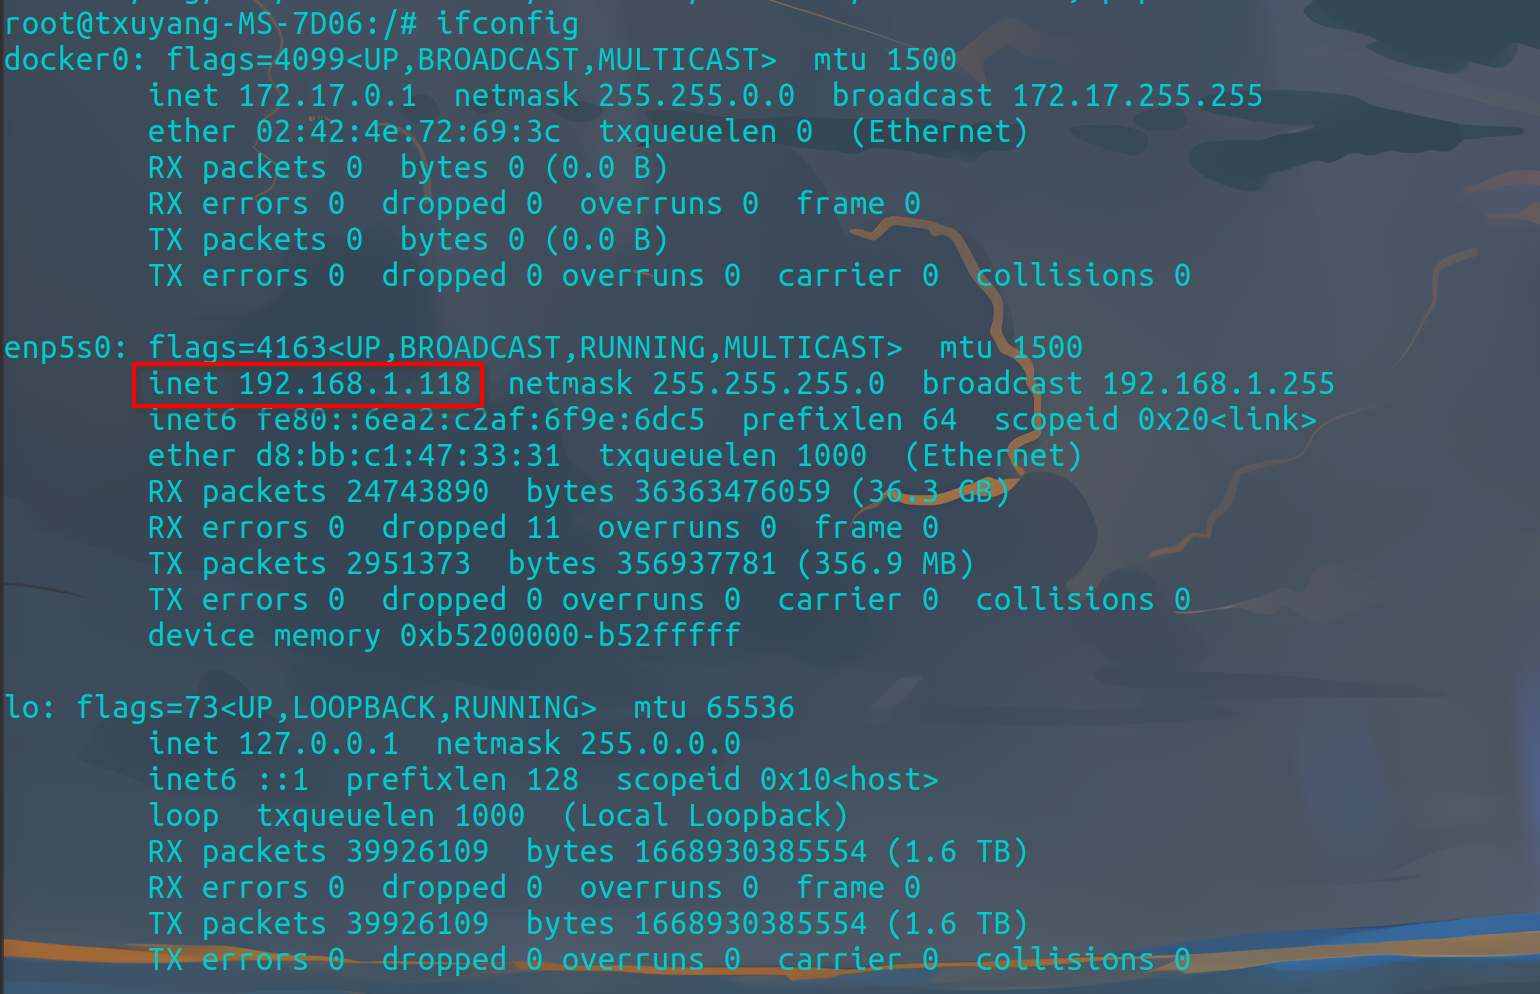 root@txuyang-MS-7D06:/# ifconfig
docker0: flags=4099<UP,BROADCAST,MULTICAST>  mtu 1500
        inet 172.17.0.1  netmask 255.255.0.0  broadcast 172.17.255.255
        ether 02:42:4e:72:69:3c  txqueuelen 0  (Ethernet)
        RX packets 0  bytes 0 (0.0 B)
        RX errors 0  dropped 0  overruns 0  frame 0
        TX packets 0  bytes 0 (0.0 B)
        TX errors 0  dropped 0 overruns 0  carrier 0  collisions 0

enp5s0: flags=4163<UP,BROADCAST,RUNNING,MULTICAST>  mtu 1500
        inet 192.168.1.118  netmask 255.255.255.0  broadcast 192.168.1.255
        inet6 fe80::6ea2:c2af:6f9e:6dc5  prefixlen 64  scopeid 0x20<link>
        ether d8:bb:c1:47:33:31  txqueuelen 1000  (Ethernet)
        RX packets 24743890  bytes 36363476059 (36.3 GB)
        RX errors 0  dropped 11  overruns 0  frame 0
        TX packets 2951373  bytes 356937781 (356.9 MB)
        TX errors 0  dropped 0 overruns 0  carrier 0  collisions 0
        device memory 0xb5200000-b52fffff

lo: flags=73<UP,LOOPBACK,RUNNING>  mtu 65536
        inet 127.0.0.1  netmask 255.0.0.0
        inet6 ::1  prefixlen 128  scopeid 0x10<host>
        loop  txqueuelen 1000  (Local Loopback)
        RX packets 39926109  bytes 1668930385554 (1.6 TB)
        RX errors 0  dropped 0  overruns 0  frame 0
        TX packets 39926109  bytes 1668930385554 (1.6 TB)
        TX errors 0  dropped 0 overruns 0  carrier 0  collisions 0